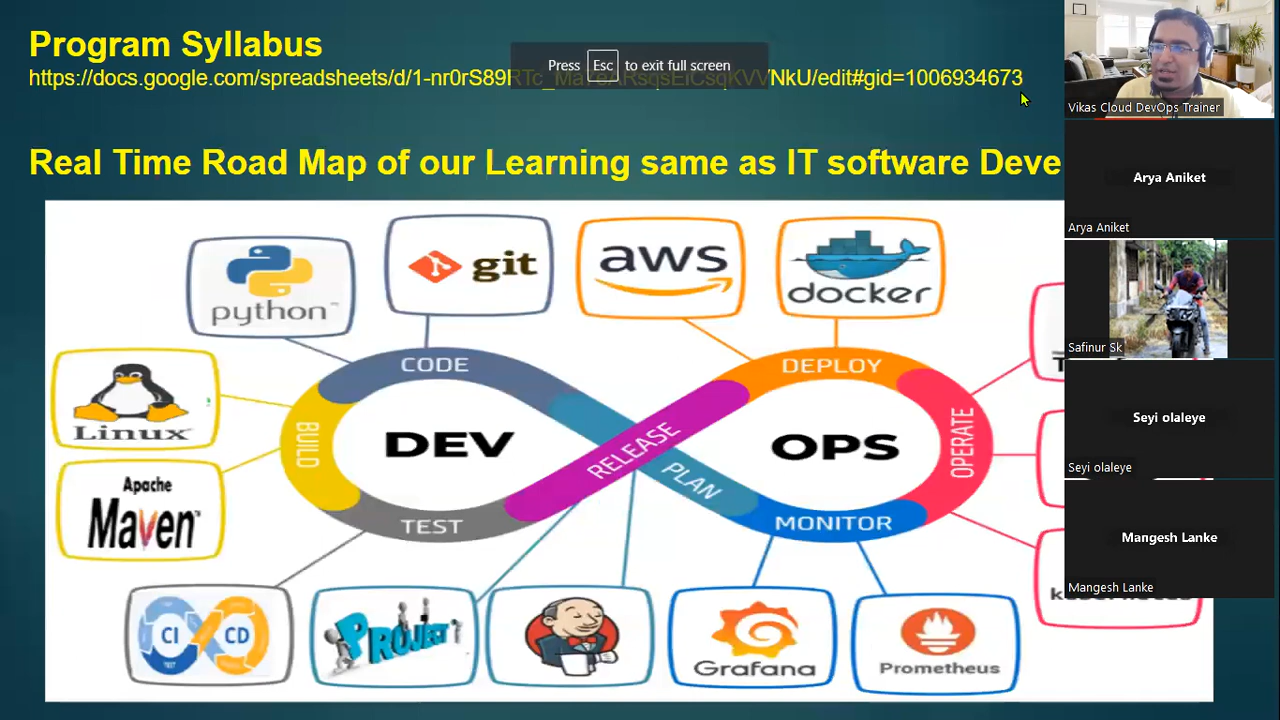 Program Syllabus
Press Esc to exit full screen
https://docs.google.com/spreadsheets/d/1-nr0rS89
NkU/edit#gid=1006934673
Vikas Cloud DevOps Trainer
Real Time Road Map of our Learning same as IT software Deve
Arya Aniket
Arya Aniket
python
git
aws
docker
Safinur Sk
Linux
CODE
DEPLOY
BUILD
DEV
RELEASE
OPS
OPERATE
Seyi olaleye
Seyi olaleye
PLAN
Apache
Maven™
TEST
MONITOR
Mangesh Lanke
Mangesh Lanke
CI
CD
TEST
PROJECT
Grafana
Prometheus